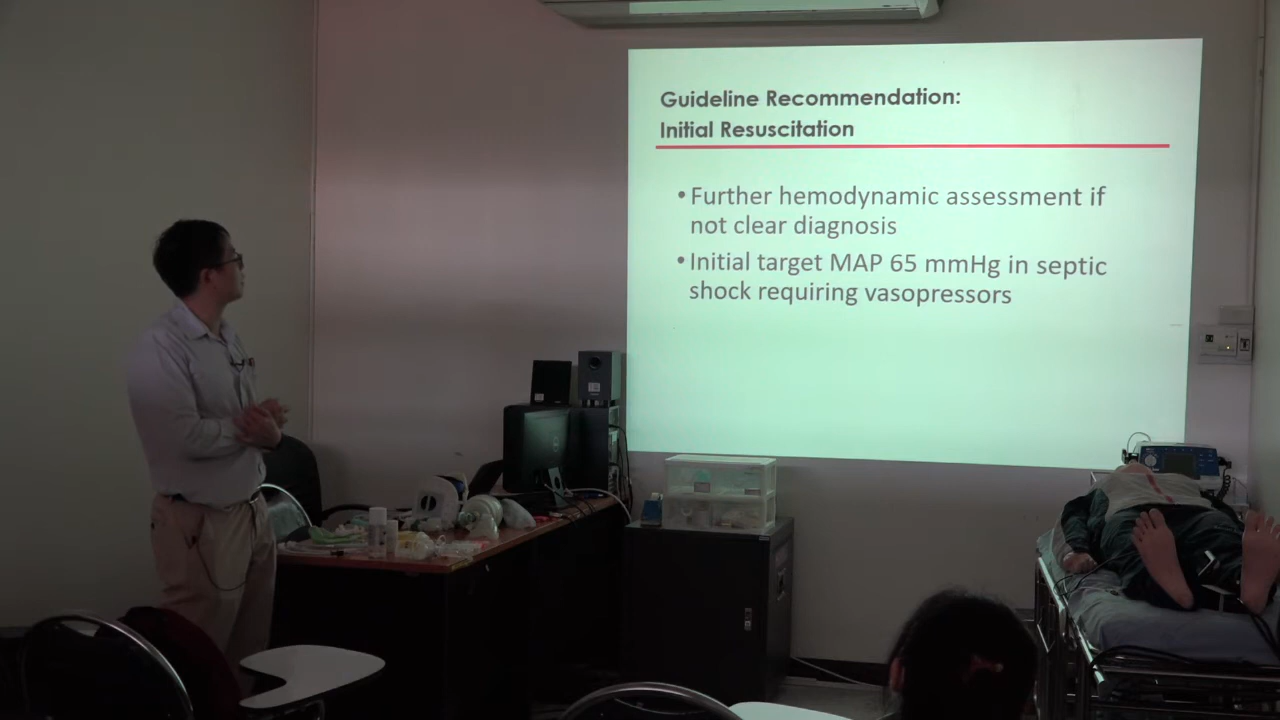 Guideline Recommendation:
Initial Resuscitation
• Further hemodynamic assessment if
not clear diagnosis
• Initial target MAP 65 mmHg in septic
shock requiring vasopressors